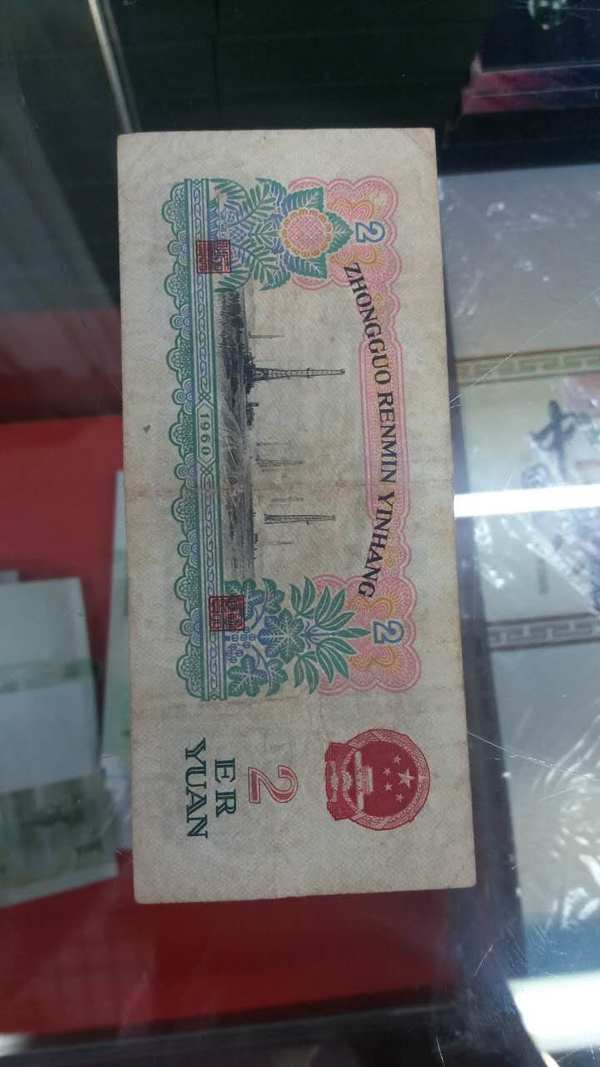 ZHONGGUO RENMIN YINHANG
2
2
1960
2
ER
YUAN